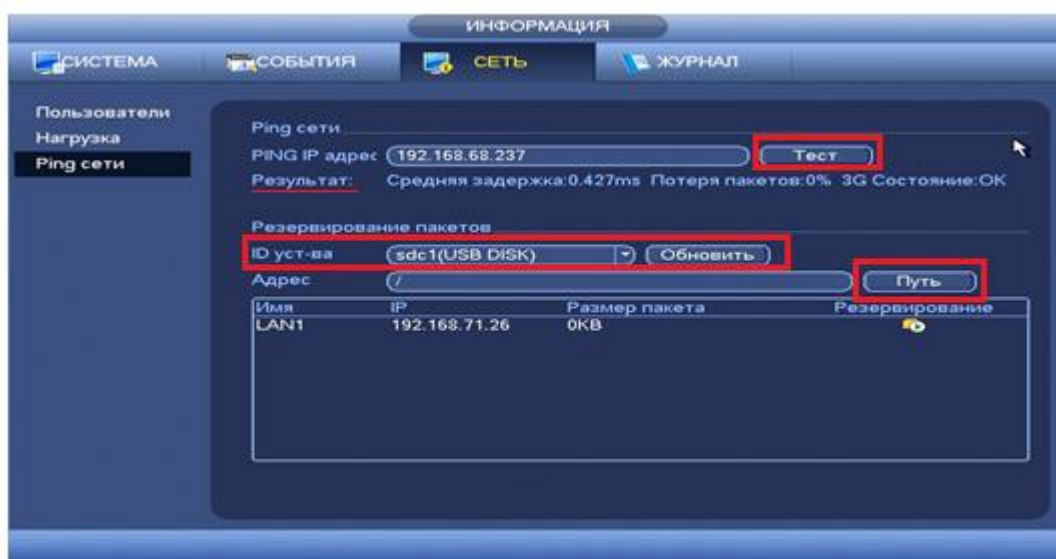 ИНФОРМАЦИЯ
СИСТЕМА СОБЫТИЯ СЕТЬ ЖУРНАЛ
Пользователи
Нагрузка
Ping сети
Ping сети
PING IP адрес 192.168.68.237 Тест
Результат: Средняя задержка:0.427ms Потеря пакетов:0% 3G Состояние:OK
Резервирование пакетов
ID уст-ва sdc1(USB DISK) Обновить
Адрес / Путь
Имя IP Размер пакета Резервирование
LAN1 192.168.71.26 0KB